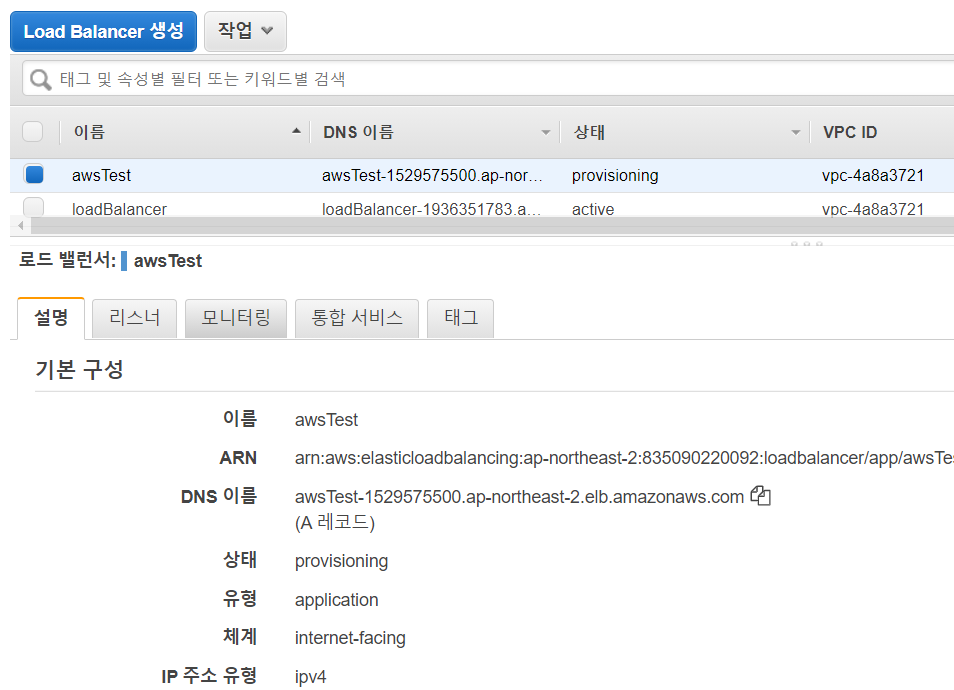 Load Balancer 생성 작업
태그 및 속성별 필터 또는 키워드별 검색
이름 DNS 이름 상태 VPC ID
awsTest awsTest-1529575500.ap-nor... provisioning vpc-4a8a3721
loadBalancer loadBalancer-1936351783.a... active vpc-4a8a3721
로드 밸런서: awsTest
설명 리스너 모니터링 통합 서비스 태그
기본 구성
이름 awsTest
ARN arn:aws:elasticloadbalancing:ap-northeast-2:835090220092:loadbalancer/app/awsTe
DNS 이름 awsTest-1529575500.ap-northeast-2.elb.amazonaws.com
(A 레코드)
상태 provisioning
유형 application
체계 internet-facing
IP 주소 유형 ipv4